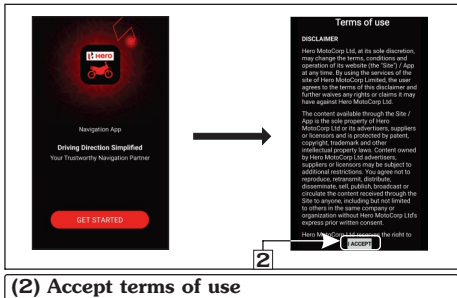 Hero
Navigation App
Driving Direction Simplified
Your Trustworthy Navigation Partner
GET STARTED
Terms of use
DISCLAIMER
Hero MotoCorp Ltd, at its sole discretion,
may change the terms, conditions and
operation of its website (the "Site") / App
at any time. By using the services of the
site of Hero MotoCorp Limited, the user
agrees to the terms of this disclaimer and
further waives any rights or claims it may
have against Hero MotoCorp Ltd.
The content available through the Site /
App is the sole property of Hero
MotoCorp Ltd or its advertisers, suppliers
or licensors and is protected by patent,
copyright, trademark and other
intellectual property laws. Content owned
by Hero MotoCorp Ltd advertisers,
suppliers or licensors may be subject to
additional restrictions. You agree not to
reproduce, retransmit, distribute,
disseminate, sell, publish, broadcast or
circulate the content received through the
Site to anyone, including but not limited
to others in the same company or
organization without Hero MotoCorp Ltd's
express prior written consent.
Hero MotoCorp Ltd reserves the right to
I ACCEPT
2
(2) Accept terms of use